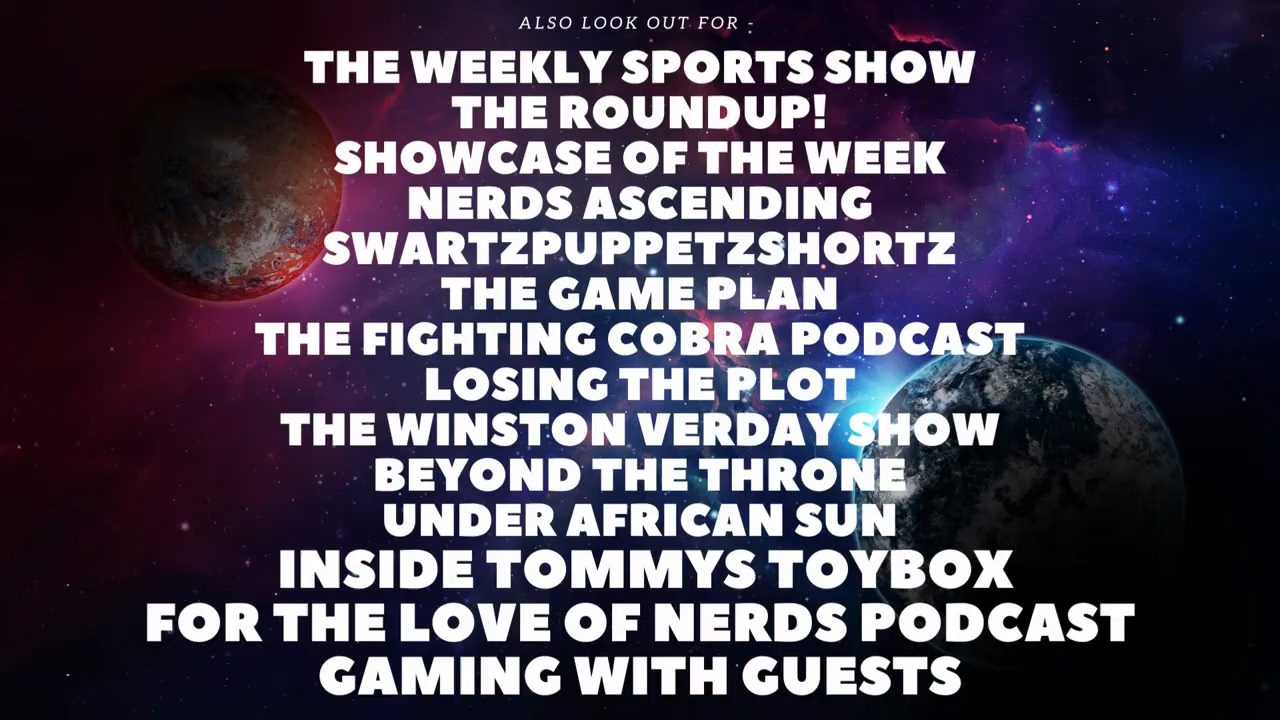 ALSO LOOK OUT FOR -
THE WEEKLY SPORTS SHOW
THE ROUNDUP!
SHOWCASE OF THE WEEK
NERDS ASCENDING
SWARTZPUPPETZSHORTZ
THE GAME PLAN
THE FIGHTING COBRA PODCAST
LOSING THE PLOT
THE WINSTON VERDAY SHOW
BEYOND THE THRONE
UNDER AFRICAN SUN
INSIDE TOMMYS TOYBOX
FOR THE LOVE OF NERDS PODCAST
GAMING WITH GUESTS